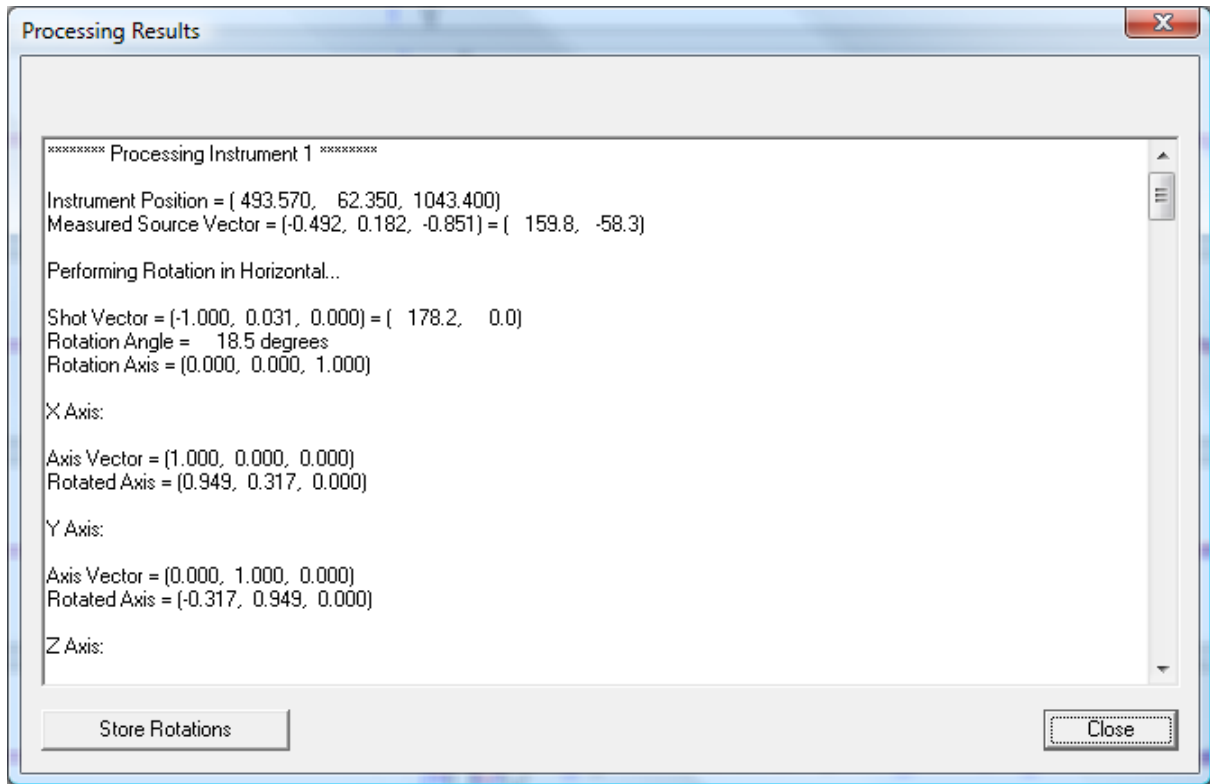 Processing Results
******** Processing Instrument 1 ********
Instrument Position = ( 493.570, 62.350, 1043.400)
Measured Source Vector = (-0.492, 0.182, -0.851) = ( 159.8, -58.3)
Performing Rotation in Horizontal...
Shot Vector = (-1.000, 0.031, 0.000) = ( 178.2, 0.0)
Rotation Angle = 18.5 degrees
Rotation Axis = (0.000, 0.000, 1.000)
X Axis:
Axis Vector = (1.000, 0.000, 0.000)
Rotated Axis = (0.949, 0.317, 0.000)
Y Axis:
Axis Vector = (0.000, 1.000, 0.000)
Rotated Axis = (-0.317, 0.949, 0.000)
Z Axis:
Store Rotations
Close